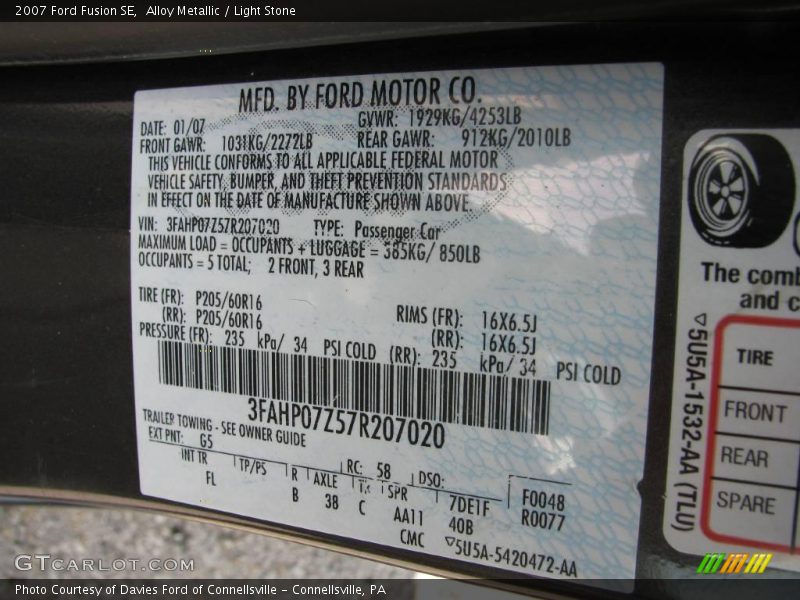 2007 Ford Fusion SE, Alloy Metallic / Light Stone
MFD. BY FORD MOTOR CO.
DATE: 01/07 GVWR: 1929KG/4253LB
FRONT GAWR: 1031KG/2272LB REAR GAWR: 912KG/2010LB
THIS VEHICLE CONFORMS TO ALL APPLICABLE FEDERAL MOTOR
VEHICLE SAFETY, BUMPER, AND THEFT PREVENTION STANDARDS
IN EFFECT ON THE DATE OF MANUFACTURE SHOWN ABOVE.
VIN: 3FAHP07Z57R207020 TYPE: Passenger Car
MAXIMUM LOAD = OCCUPANTS + LUGGAGE = 385KG/ 850LB
OCCUPANTS = 5 TOTAL; 2 FRONT, 3 REAR
TIRE (FR): P205/60R16 RIMS (FR): 16X6.5J
(RR): P205/60R16 (RR): 16X6.5J
PRESSURE (FR): 235 kPa/ 34 PSI COLD (RR): 235 kPa/ 34 PSI COLD
3FAHP07Z57R207020
TRAILER TOWING - SEE OWNER GUIDE
EXT PNT: G5 RC: 58 DSO:
INT TR TP/PS R AXLE TR SPR F0048
FL B 3B C AA11 7DE1F R0077
40B
CMC ▽5U5A-5420472-AA
The comb
and c
▽5U5A-1532-AA (TLU)
TIRE
FRONT
REAR
SPARE
GTCARLOT.COM
Photo Courtesy of Davies Ford of Connellsville - Connellsville, PA